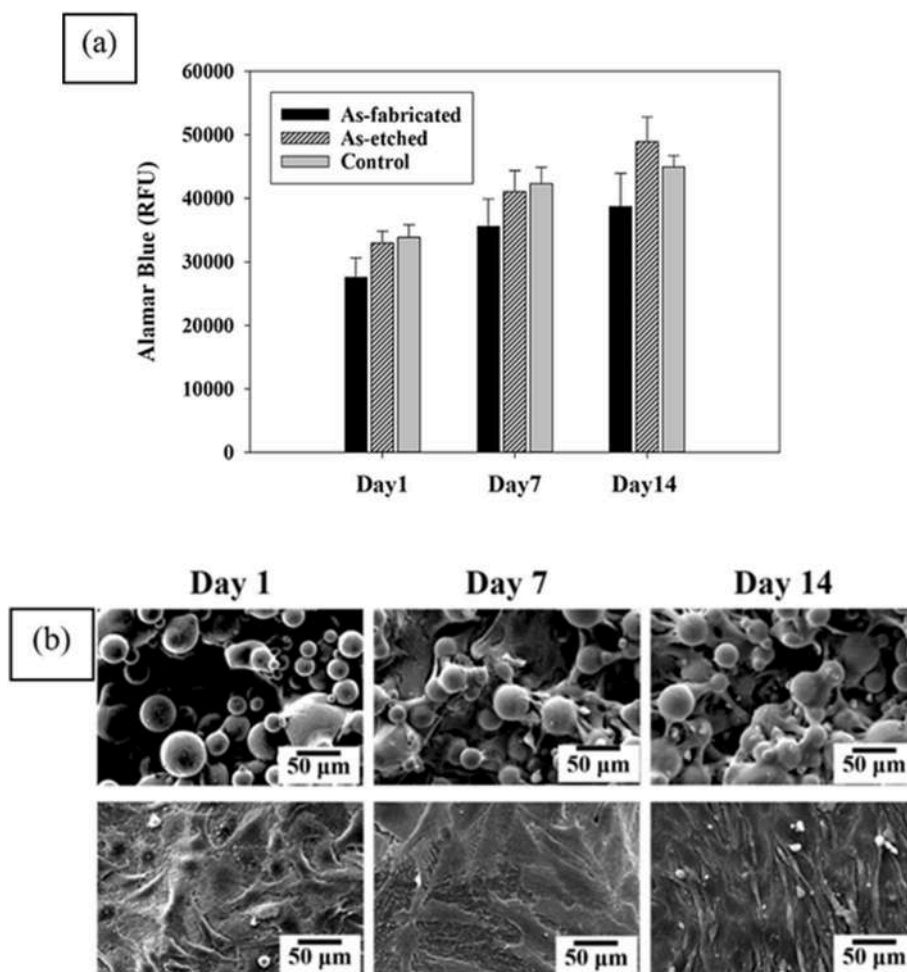 (a)
60000
50000
40000
30000
20000
10000
0
Alamar Blue (RFU)
As-fabricated
As-etched
Control
Day1 Day7 Day14
(b)
Day 1 Day 7 Day 14
50 µm 50 µm 50 µm
50 µm 50 µm 50 µm